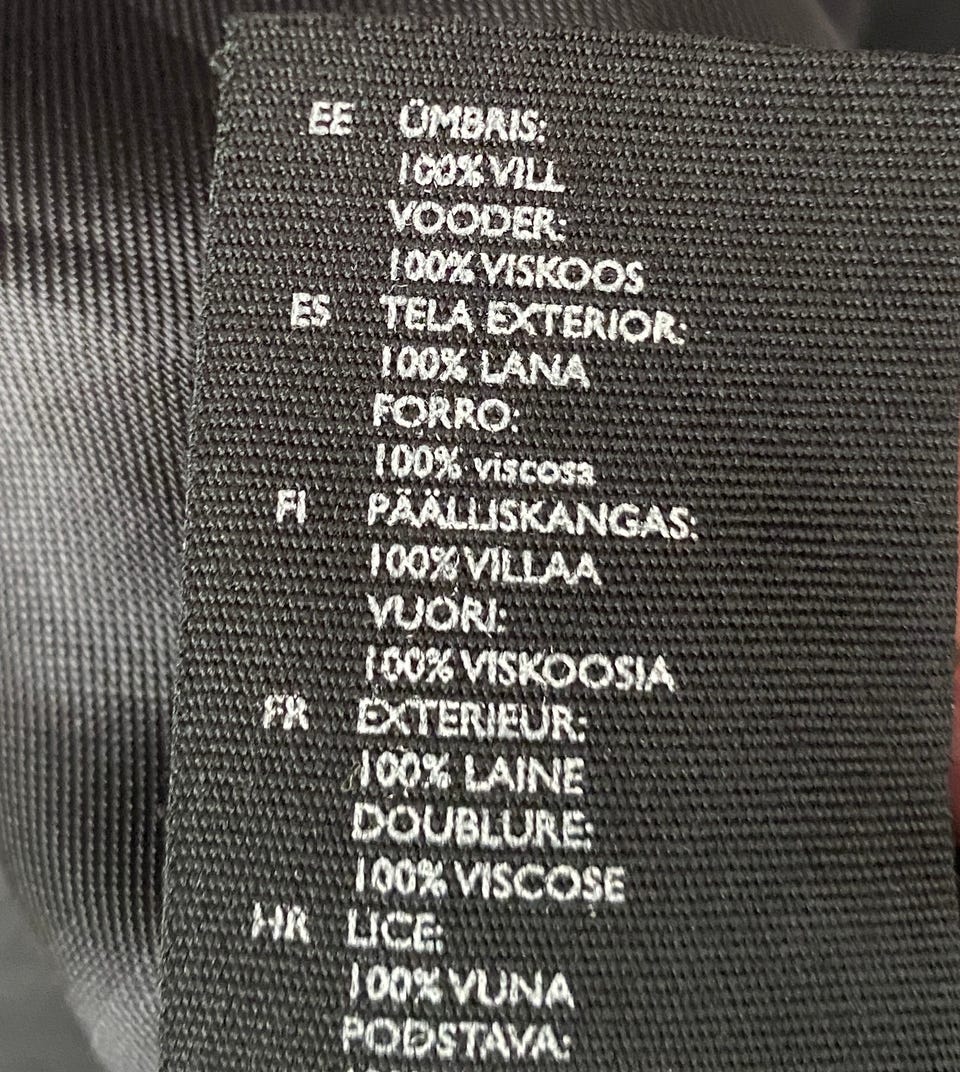 EE ÜMBRIS:
100% VILL
VOODER:
100% VISKOOS
ES TELA EXTERIOR:
100% LANA
FORRO:
100% viscosa
FI PÄÄLLISKANGAS:
100% VILLAA
VUORI:
100% VISKOOSIA
FR EXTERIEUR:
100% LAINE
DOUBLURE:
100% VISCOSE
HR LICE:
100% VUNA
PODSTAVA: